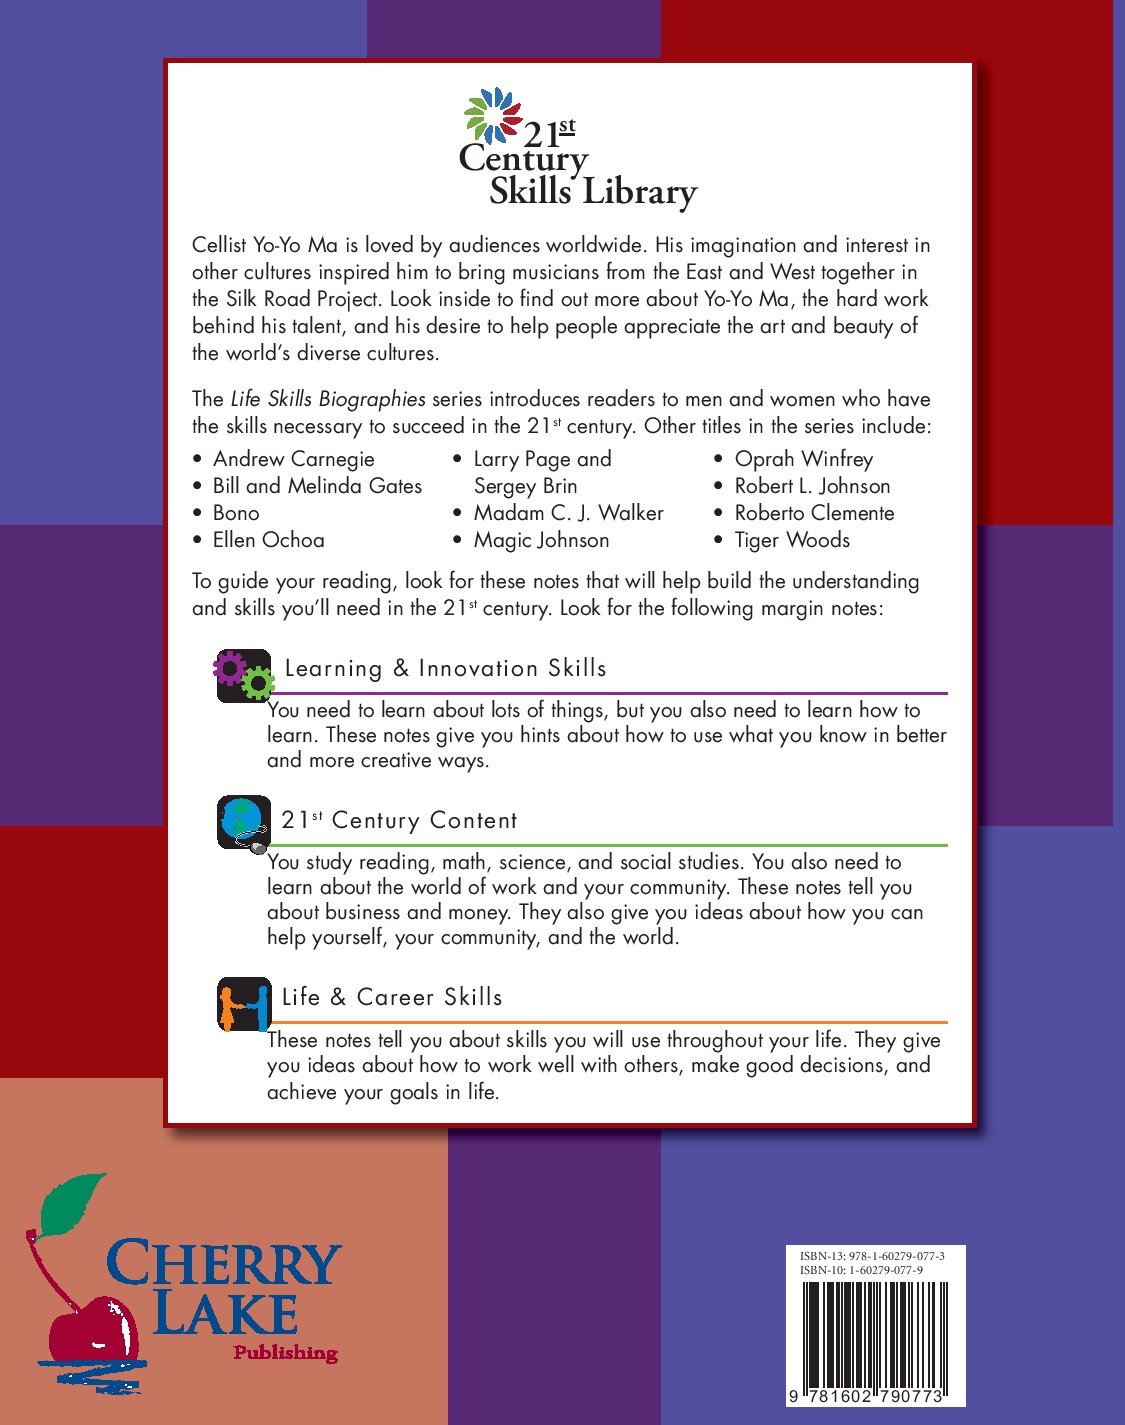 21st
Century
Skills Library
Cellist Yo-Yo Ma is loved by audiences worldwide. His imagination and interest in
other cultures inspired him to bring musicians from the East and West together in
the Silk Road Project. Look inside to find out more about Yo-Yo Ma, the hard work
behind his talent, and his desire to help people appreciate the art and beauty of
the world’s diverse cultures.
The Life Skills Biographies series introduces readers to men and women who have
the skills necessary to succeed in the 21st century. Other titles in the series include:
• Andrew Carnegie
• Bill and Melinda Gates
• Bono
• Ellen Ochoa
• Larry Page and
Sergey Brin
• Madam C. J. Walker
• Magic Johnson
• Oprah Winfrey
• Robert L. Johnson
• Roberto Clemente
• Tiger Woods
To guide your reading, look for these notes that will help build the understanding
and skills you’ll need in the 21st century. Look for the following margin notes:
Learning & Innovation Skills
You need to learn about lots of things, but you also need to learn how to
learn. These notes give you hints about how to use what you know in better
and more creative ways.
21st Century Content
You study reading, math, science, and social studies. You also need to
learn about the world of work and your community. These notes tell you
about business and money. They also give you ideas about how you can
help yourself, your community, and the world.
Life & Career Skills
These notes tell you about skills you will use throughout your life. They give
you ideas about how to work well with others, make good decisions, and
achieve your goals in life.
CHERRY
LAKE
Publishing
ISBN-13: 978-1-60279-077-3
ISBN-10: 1-60279-077-9
9 781602 790773